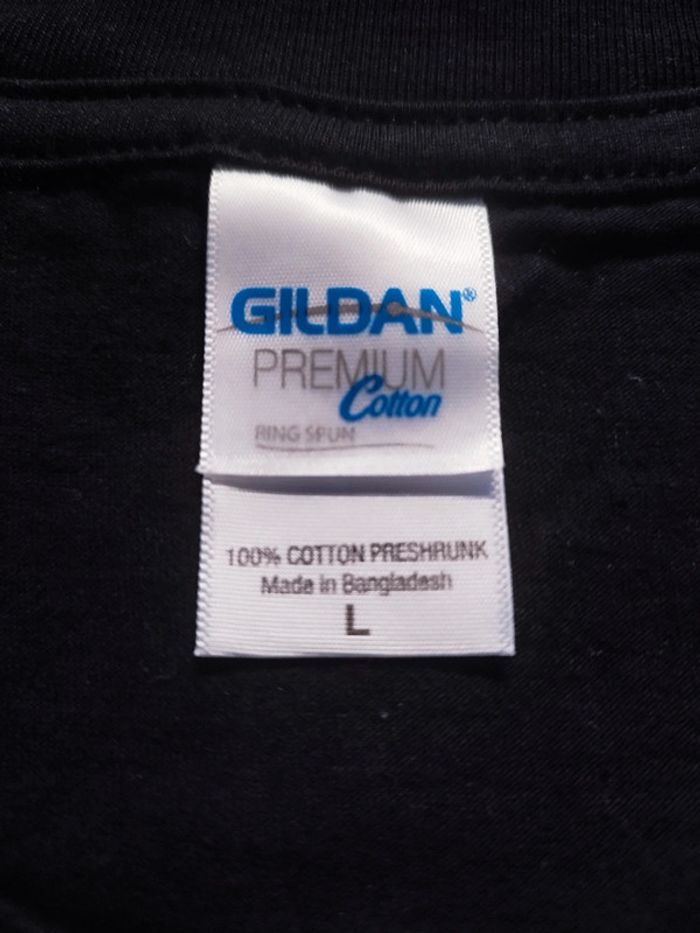 GILDAN®
PREMIUM
Cotton
RING SPUN
100% COTTON PRESHRUNK
Made in Bangladesh
L